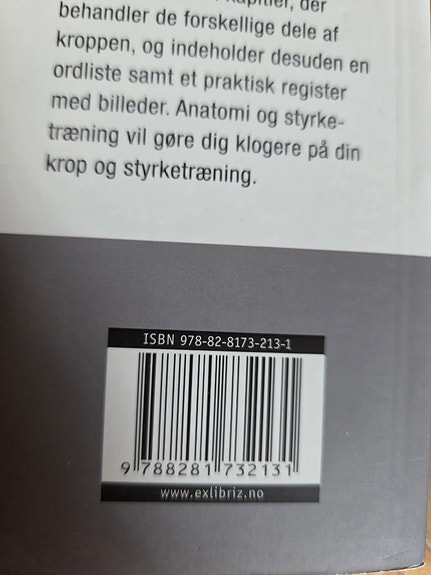 kapitler, der
behandler de forskellige dele af
kroppen, og indeholder desuden en
ordliste samt et praktisk register
med billeder. Anatomi og styrke-
træning vil gøre dig klogere på din
krop og styrketræning.
ISBN 978-82-8173-213-1
9 788281 732131
www.exlibriz.no